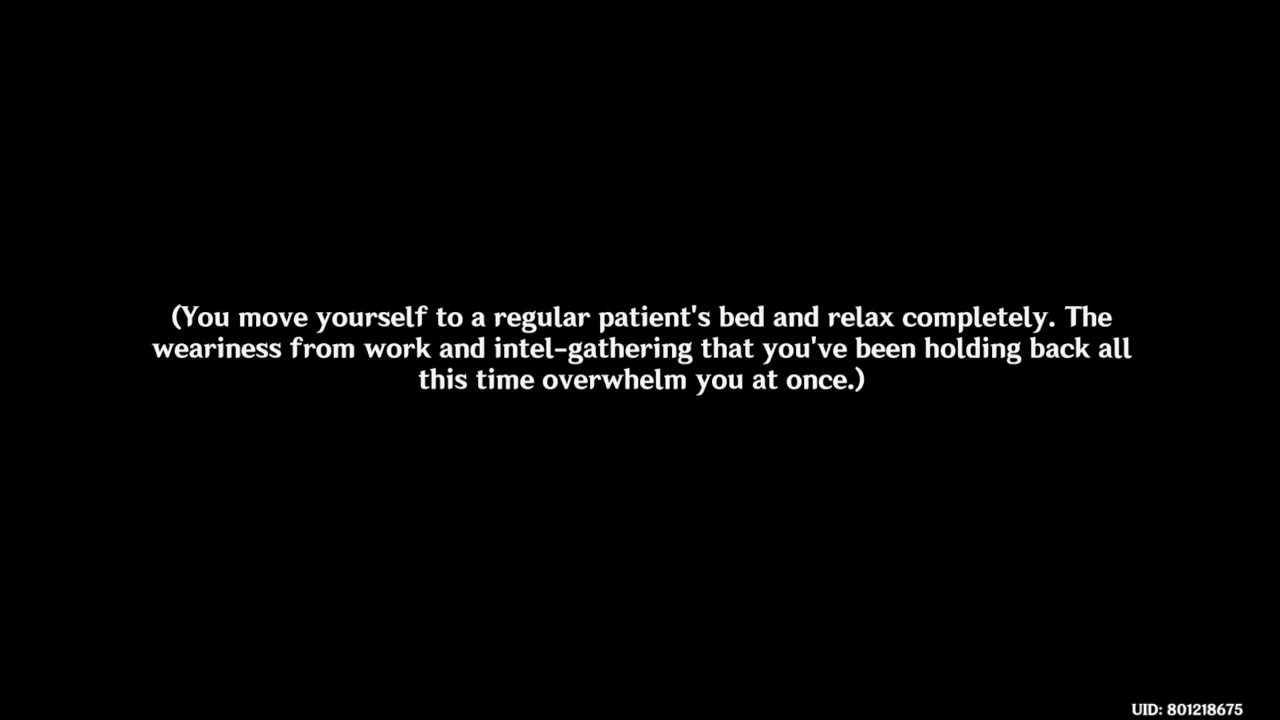 (You move yourself to a regular patient's bed and relax completely. The
weariness from work and intel-gathering that you've been holding back all
this time overwhelm you at once.)
UID: 801218675